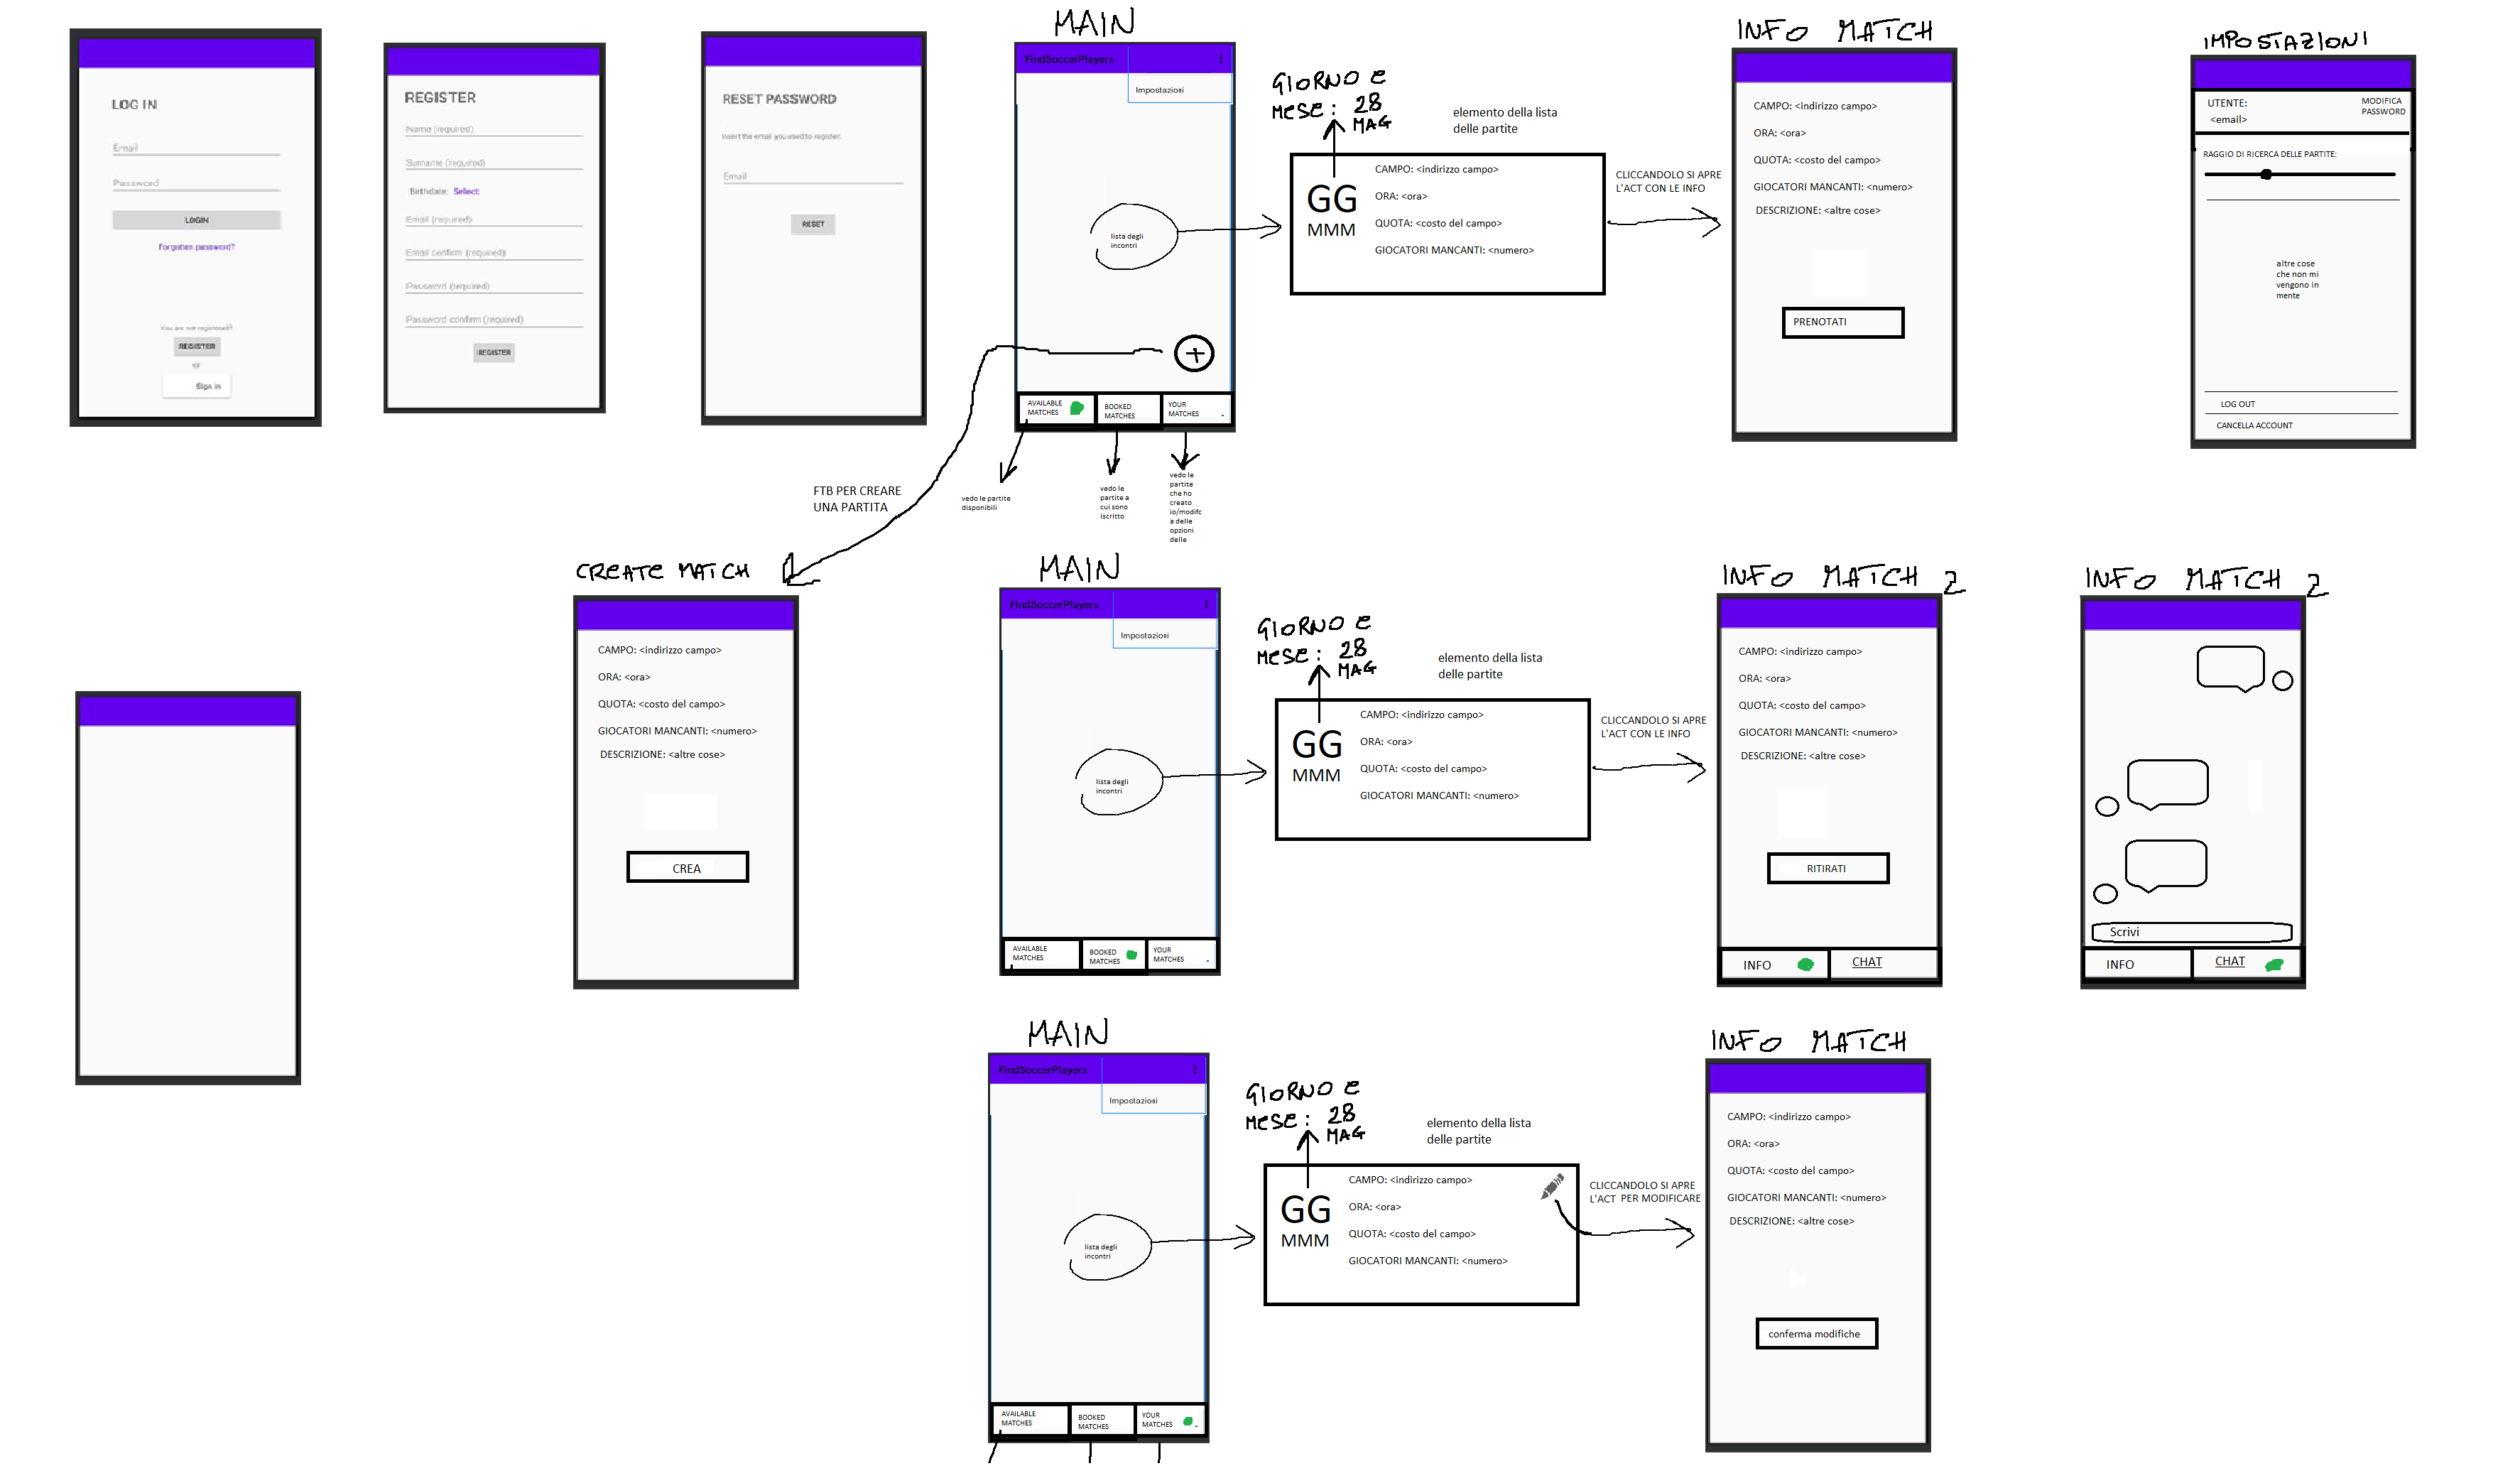 LOG IN
Email
Password
LOGIN
Forgotten password?
You are not registered?
REGISTER
or
Sign in
REGISTER
Name (required)
Surname (required)
Birthdate: Select
Email (required)
Email confirm (required)
Password (required)
Password confirm (required)
REGISTER
RESET PASSWORD
Insert the email you used to register:
Email
RESET
MAIN
FindSoccerPlayers
Impostazioni
lista degli
incontri
+
AVAILABLE
MATCHES
BOOKED
MATCHES
YOUR
MATCHES
vedo le partite
disponibili
vedo le
partite a
cui sono
iscritto
vedo le
partite
che ho
creato
io/modifc
a delle
opzioni
delle
FTB PER CREARE
UNA PARTITA
GIORNO E
MESE: 28
MAG
elemento della lista
delle partite
GG
MMM
CAMPO: <indirizzo campo>
ORA: <ora>
QUOTA: <costo del campo>
GIOCATORI MANCANTI: <numero>
CLICCANDOLO SI APRE
L'ACT CON LE INFO
INFO MATCH
CAMPO: <indirizzo campo>
ORA: <ora>
QUOTA: <costo del campo>
GIOCATORI MANCANTI: <numero>
DESCRIZIONE: <altre cose>
PRENOTATI
IMPOSTAZIONI
UTENTE:
<email>
MODIFICA
PASSWORD
RAGGIO DI RICERCA DELLE PARTITE:
altre cose
che non mi
vengono in
mente
LOG OUT
CANCELLA ACCOUNT
CREATE MATCH
CAMPO: <indirizzo campo>
ORA: <ora>
QUOTA: <costo del campo>
GIOCATORI MANCANTI: <numero>
DESCRIZIONE: <altre cose>
CREA
MAIN
FindSoccerPlayers
Impostazioni
lista degli
incontri
AVAILABLE
MATCHES
BOOKED
MATCHES
YOUR
MATCHES
GIORNO E
MESE: 28
MAG
elemento della lista
delle partite
GG
MMM
CAMPO: <indirizzo campo>
ORA: <ora>
QUOTA: <costo del campo>
GIOCATORI MANCANTI: <numero>
CLICCANDOLO SI APRE
L'ACT CON LE INFO
INFO MATCH 2
CAMPO: <indirizzo campo>
ORA: <ora>
QUOTA: <costo del campo>
GIOCATORI MANCANTI: <numero>
DESCRIZIONE: <altre cose>
RITIRATI
INFO
CHAT
INFO MATCH 2
Scrivi
INFO
CHAT
MAIN
FindSoccerPlayers
Impostazioni
lista degli
incontri
AVAILABLE
MATCHES
BOOKED
MATCHES
YOUR
MATCHES
GIORNO E
MESE: 28
MAG
elemento della lista
delle partite
GG
MMM
CAMPO: <indirizzo campo>
ORA: <ora>
QUOTA: <costo del campo>
GIOCATORI MANCANTI: <numero>
CLICCANDOLO SI APRE
L'ACT PER MODIFICARE
INFO MATCH
CAMPO: <indirizzo campo>
ORA: <ora>
QUOTA: <costo del campo>
GIOCATORI MANCANTI: <numero>
DESCRIZIONE: <altre cose>
conferma modifiche